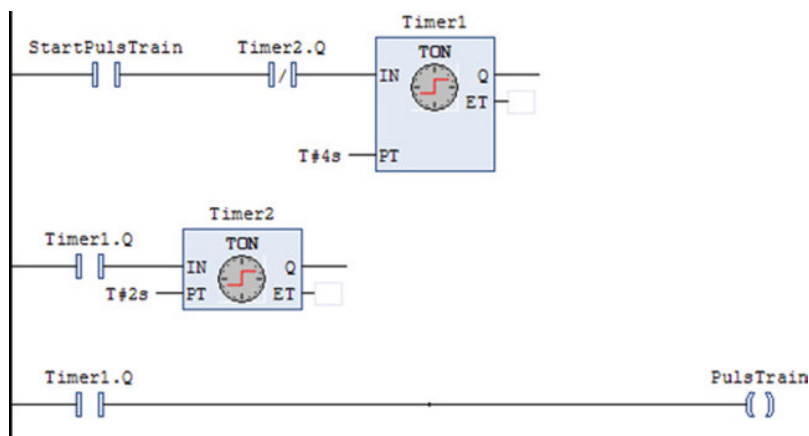 Timer1
StartPulsTrain Timer2.Q TON
IN Q
ET
T#4s PT
Timer2
Timer1.Q TON
IN Q
T#2s PT ET
Timer1.Q PulsTrain